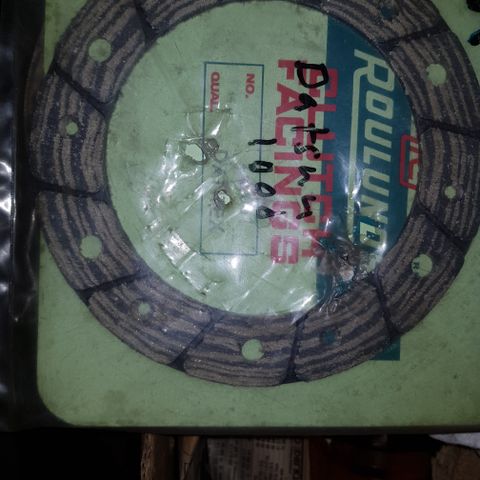 ROULUND
CLUTCH
FACINGS
NO.
QUAL.
Datsun
1000